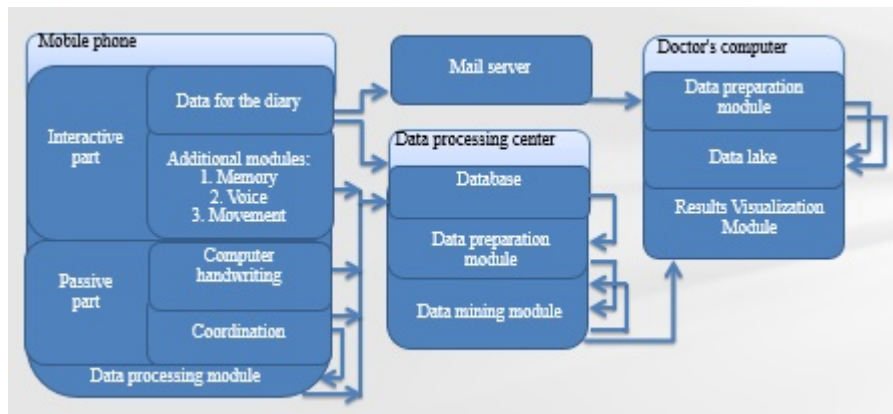 Mobile phone
Interactive
part
Data for the diary
Additional modules:
1. Memory
2. Voice
3. Movement
Passive
part
Computer
handwriting
Coordination
Data processing module
Mail server
Data processing center
Database
Data preparation
module
Data mining module
Doctor's computer
Data preparation
module
Data lake
Results Visualization
Module